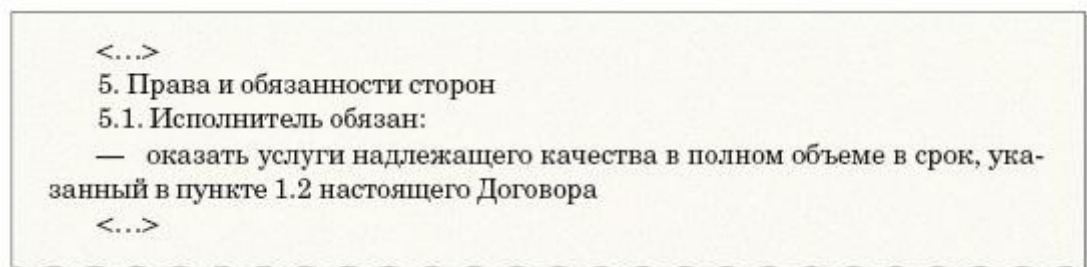 <...>
5. Права и обязанности сторон
5.1. Исполнитель обязан:
— оказать услуги надлежащего качества в полном объеме в срок, ука-
занный в пункте 1.2 настоящего Договора
<...>